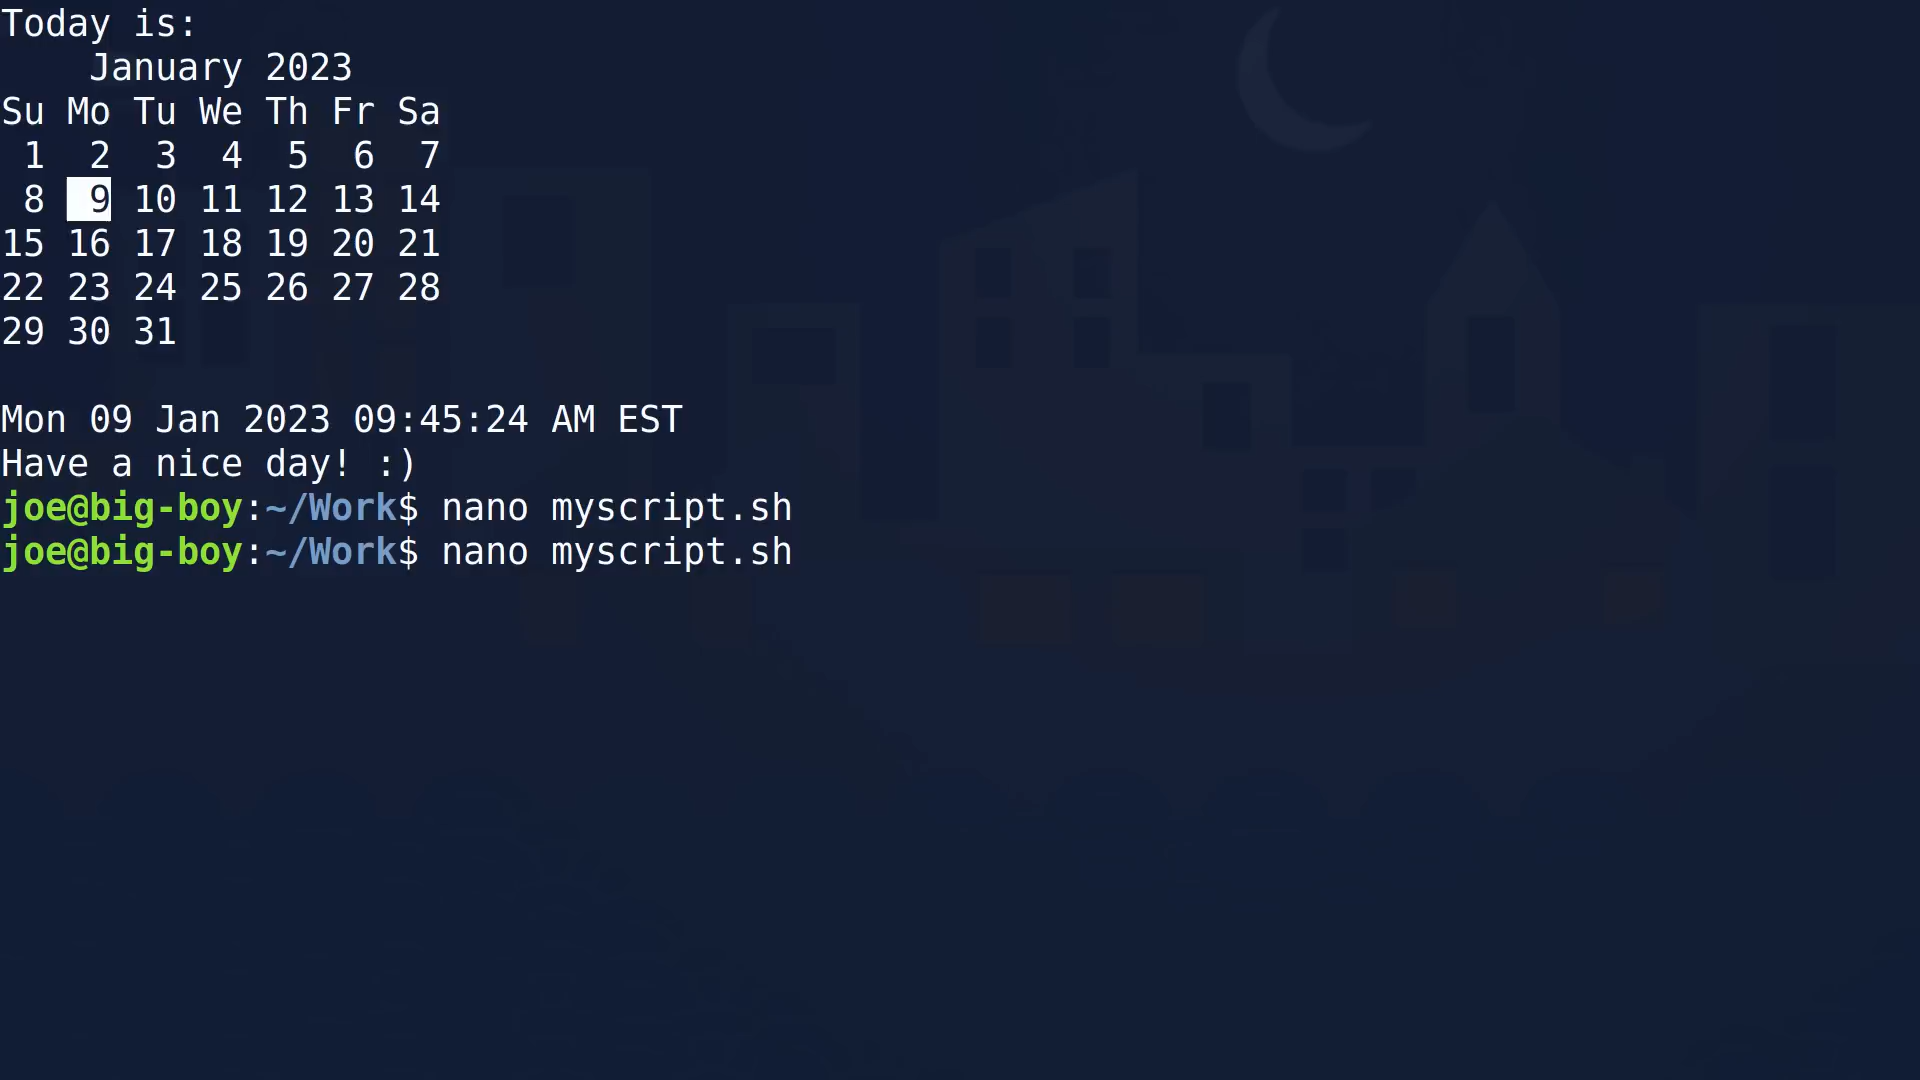 Today is:
January 2023
Su Mo Tu We Th Fr Sa
1 2 3 4 5 6 7
8 9 10 11 12 13 14
15 16 17 18 19 20 21
22 23 24 25 26 27 28
29 30 31
Mon 09 Jan 2023 09:45:24 AM EST
Have a nice day! :)
joe@big-boy:~/Work$ nano myscript.sh
joe@big-boy:~/Work$ nano myscript.sh